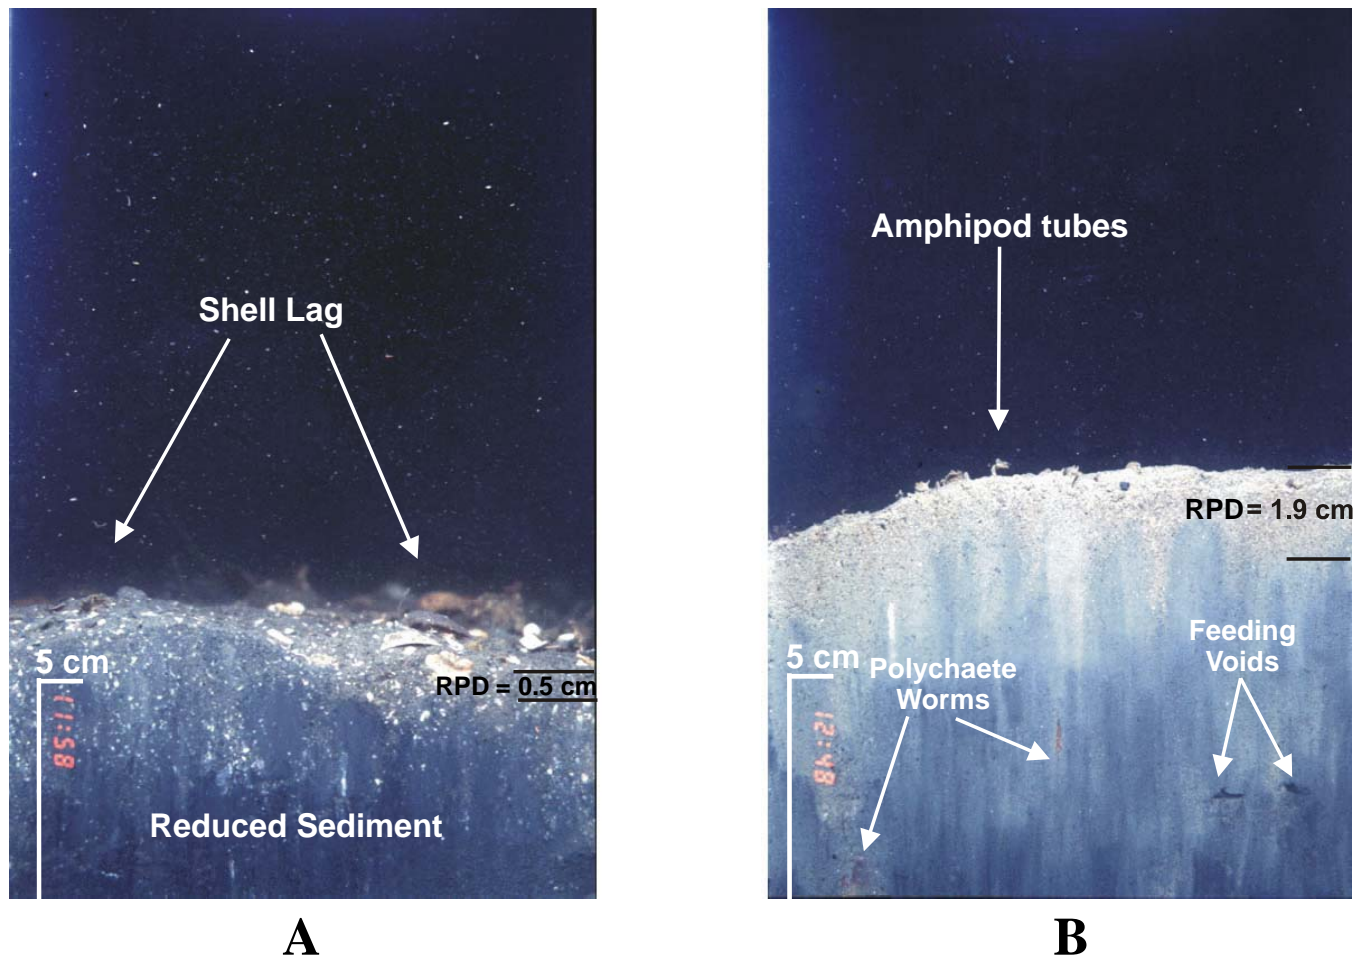 Shell Lag
5 cm
RPD = 0.5 cm
11:58
Reduced Sediment
A
Amphipod tubes
RPD = 1.9 cm
Feeding
Voids
5 cm
Polychaete
Worms
12:48
B